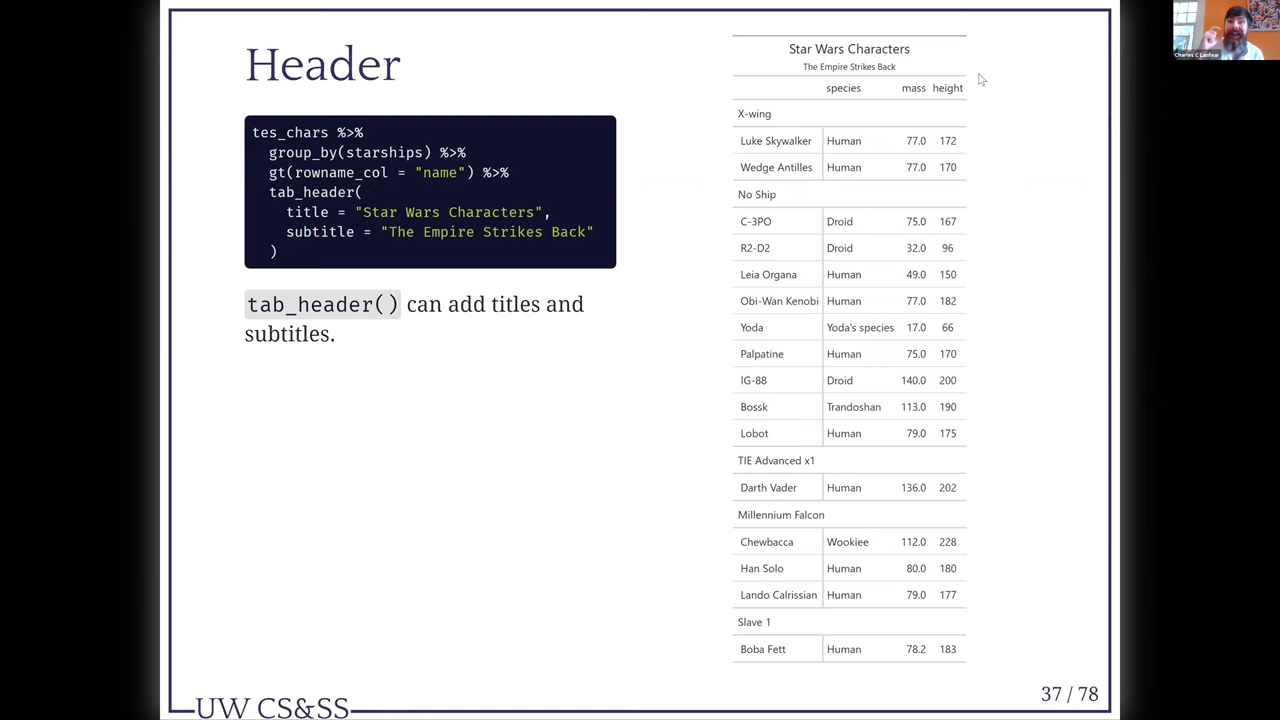 Header
tes_chars %>%
group_by(starships) %>%
gt(rowname_col = "name") %>%
tab_header(
title = "Star Wars Characters",
subtitle = "The Empire Strikes Back"
)
tab_header() can add titles and
subtitles.
Star Wars Characters
The Empire Strikes Back
species mass height
X-wing
Luke Skywalker Human 77.0 172
Wedge Antilles Human 77.0 170
No Ship
C-3PO Droid 75.0 167
R2-D2 Droid 32.0 96
Leia Organa Human 49.0 150
Obi-Wan Kenobi Human 77.0 182
Yoda Yoda's species 17.0 66
Palpatine Human 75.0 170
IG-88 Droid 140.0 200
Bossk Trandoshan 113.0 190
Lobot Human 79.0 175
TIE Advanced x1
Darth Vader Human 136.0 202
Millennium Falcon
Chewbacca Wookiee 112.0 228
Han Solo Human 80.0 180
Lando Calrissian Human 79.0 177
Slave 1
Boba Fett Human 78.2 183
UW CS&SS
37 / 78
Charles C Lanfear